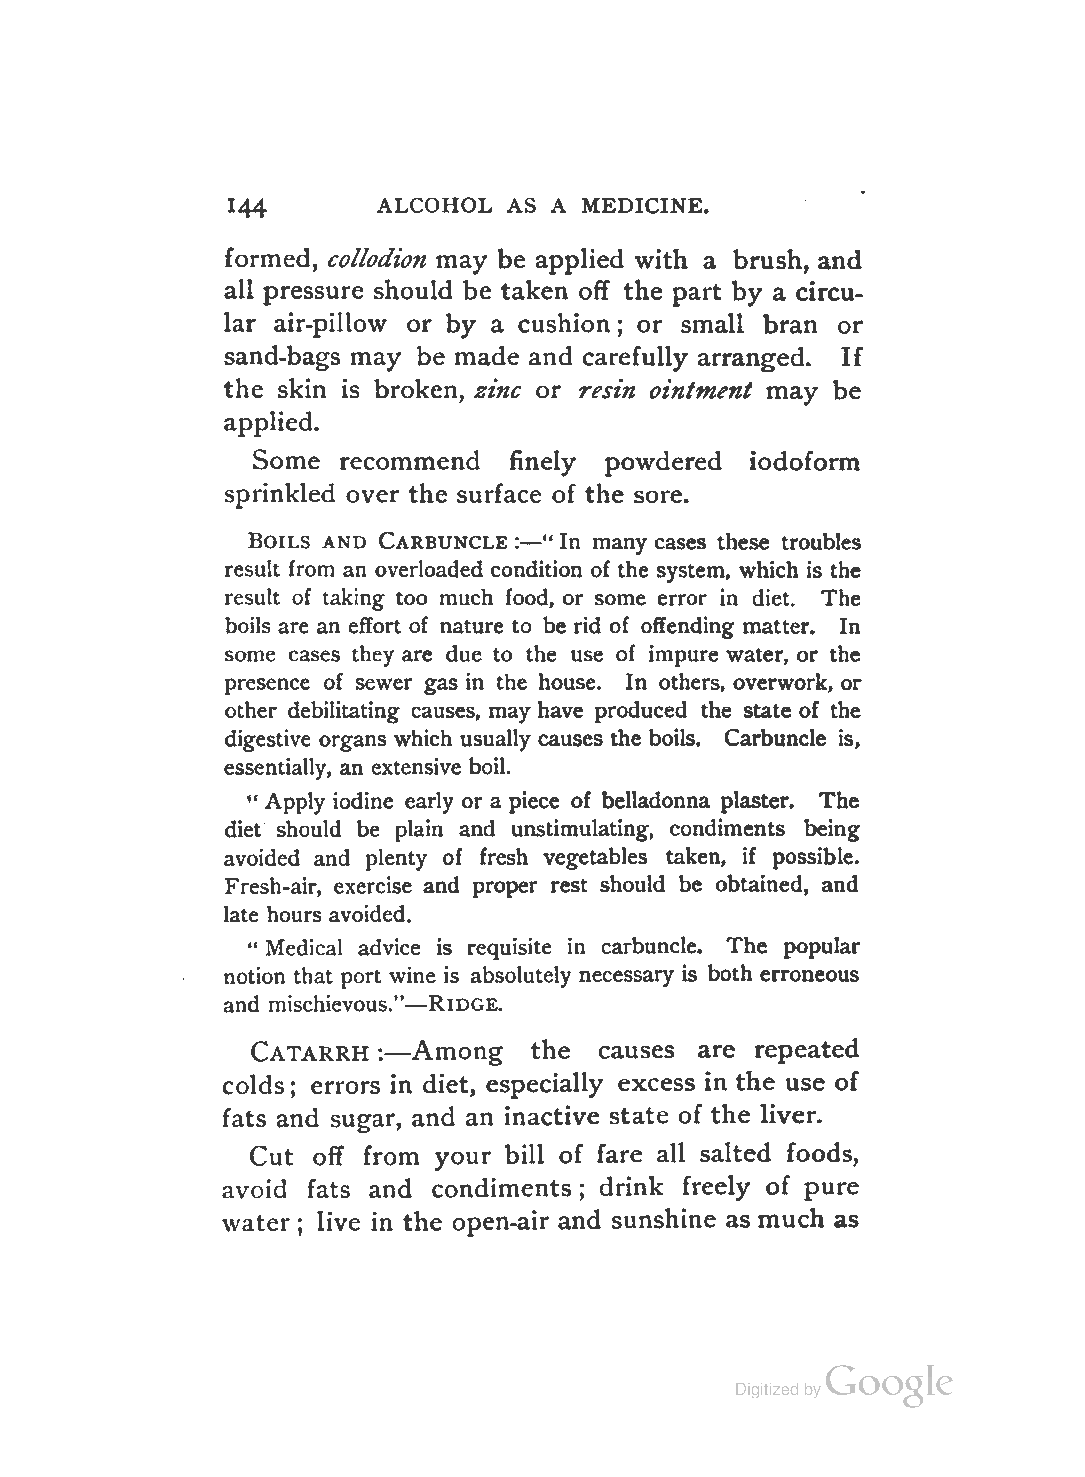 144 ALCOHOL AS A MEDICINE.
formed, collodion may be applied with a brush, and
all pressure should be taken off the part by a circu-
lar air-pillow or by a cushion; or small bran or
sand-bags may be made and carefully arranged. If
the skin is broken, zinc or resin ointment may be
applied.
Some recommend finely powdered iodoform
sprinkled over the surface of the sore.
BOILS AND CARBUNCLE :—“ In many cases these troubles
result from an overloaded condition of the system, which is the
result of taking too much food, or some error in diet. The
boils are an effort of nature to be rid of offending matter. In
some cases they are due to the use of impure water, or the
presence of sewer gas in the house. In others, overwork, or
other debilitating causes, may have produced the state of the
digestive organs which usually causes the boils. Carbuncle is,
essentially, an extensive boil.
“ Apply iodine early or a piece of belladonna plaster. The
diet should be plain and unstimulating, condiments being
avoided and plenty of fresh vegetables taken, if possible.
Fresh-air, exercise and proper rest should be obtained, and
late hours avoided.
“ Medical advice is requisite in carbuncle. The popular
notion that port wine is absolutely necessary is both erroneous
and mischievous.”—RIDGE.
CATARRH :—Among the causes are repeated
colds; errors in diet, especially excess in the use of
fats and sugar, and an inactive state of the liver.
Cut off from your bill of fare all salted foods,
avoid fats and condiments; drink freely of pure
water; live in the open-air and sunshine as much as
Digitized by Google